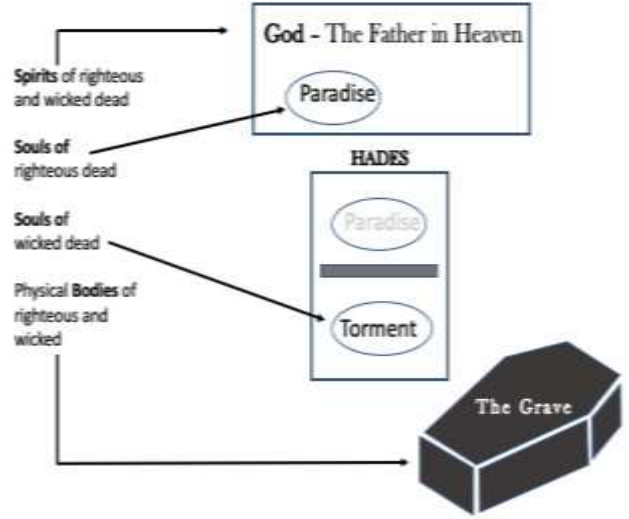 God - The Father in Heaven
Spirits of righteous
and wicked dead
Paradise
Souls of
righteous dead
HADES
Paradise
Souls of
wicked dead
Torment
Physical Bodies of
righteous and
wicked
The Grave